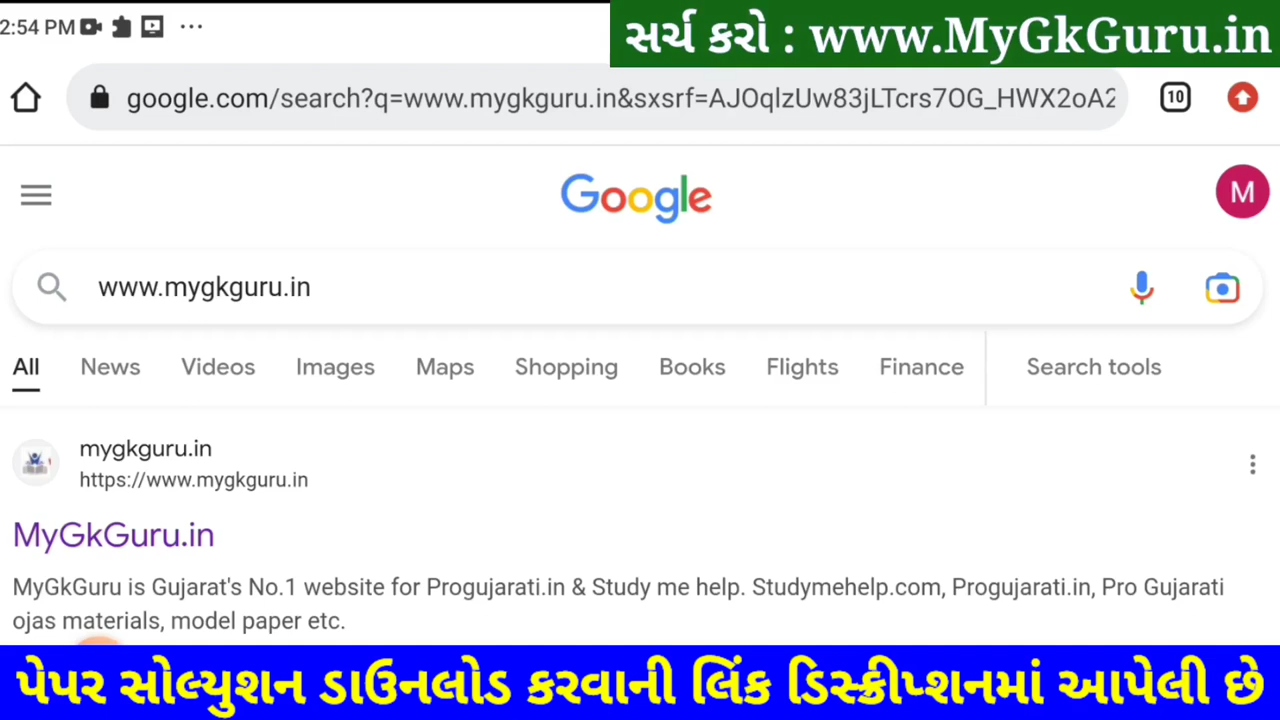 2:54 PM
સર્ચ કરો : www.MyGkGuru.in
google.com/search?q=www.mygkguru.in&sxsrf=AJOqlzUw83jLTcrs7OG_HWX2oA2
10
Google
M
www.mygkguru.in
All News Videos Images Maps Shopping Books Flights Finance Search tools
mygkguru.in
https://www.mygkguru.in
MyGkGuru.in
MyGkGuru is Gujarat's No.1 website for Progujarati.in & Study me help. Studymehelp.com, Progujarati.in, Pro Gujarati
ojas materials, model paper etc.
પેપર સોલ્યુશન ડાઉનલોડ કરવાની લિંક ડિસ્ક્રીપ્શનમાં આપેલી છે